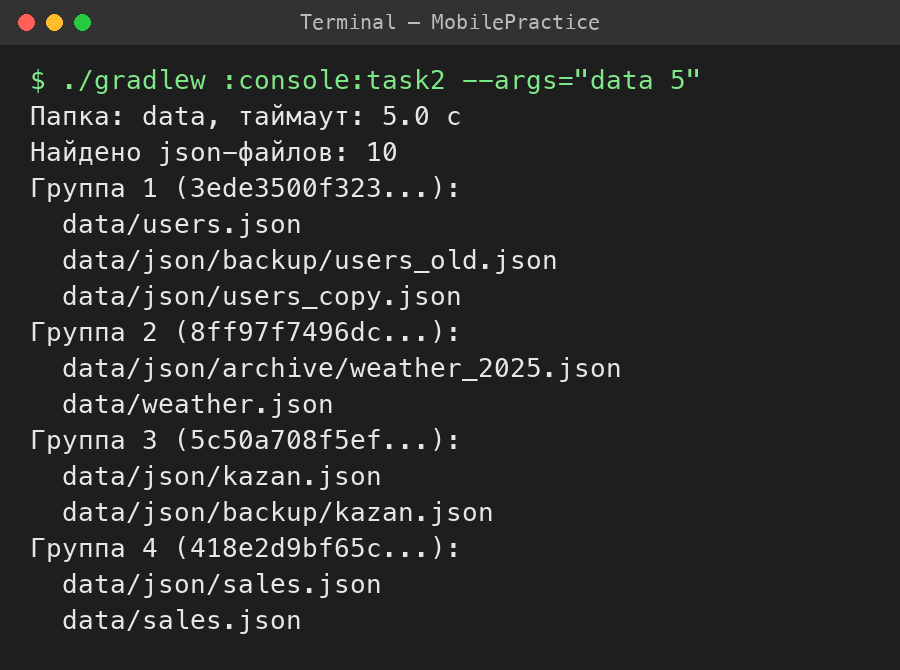 Terminal — MobilePractice
$ ./gradlew :console:task2 --args="data 5"
Папка: data, таймаут: 5.0 с
Найдено json-файлов: 10
Группа 1 (3ede3500f323...):
  data/users.json
  data/json/backup/users_old.json
  data/json/users_copy.json
Группа 2 (8ff97f7496dc...):
  data/json/archive/weather_2025.json
  data/weather.json
Группа 3 (5c50a708f5ef...):
  data/json/kazan.json
  data/json/backup/kazan.json
Группа 4 (418e2d9bf65c...):
  data/json/sales.json
  data/sales.json